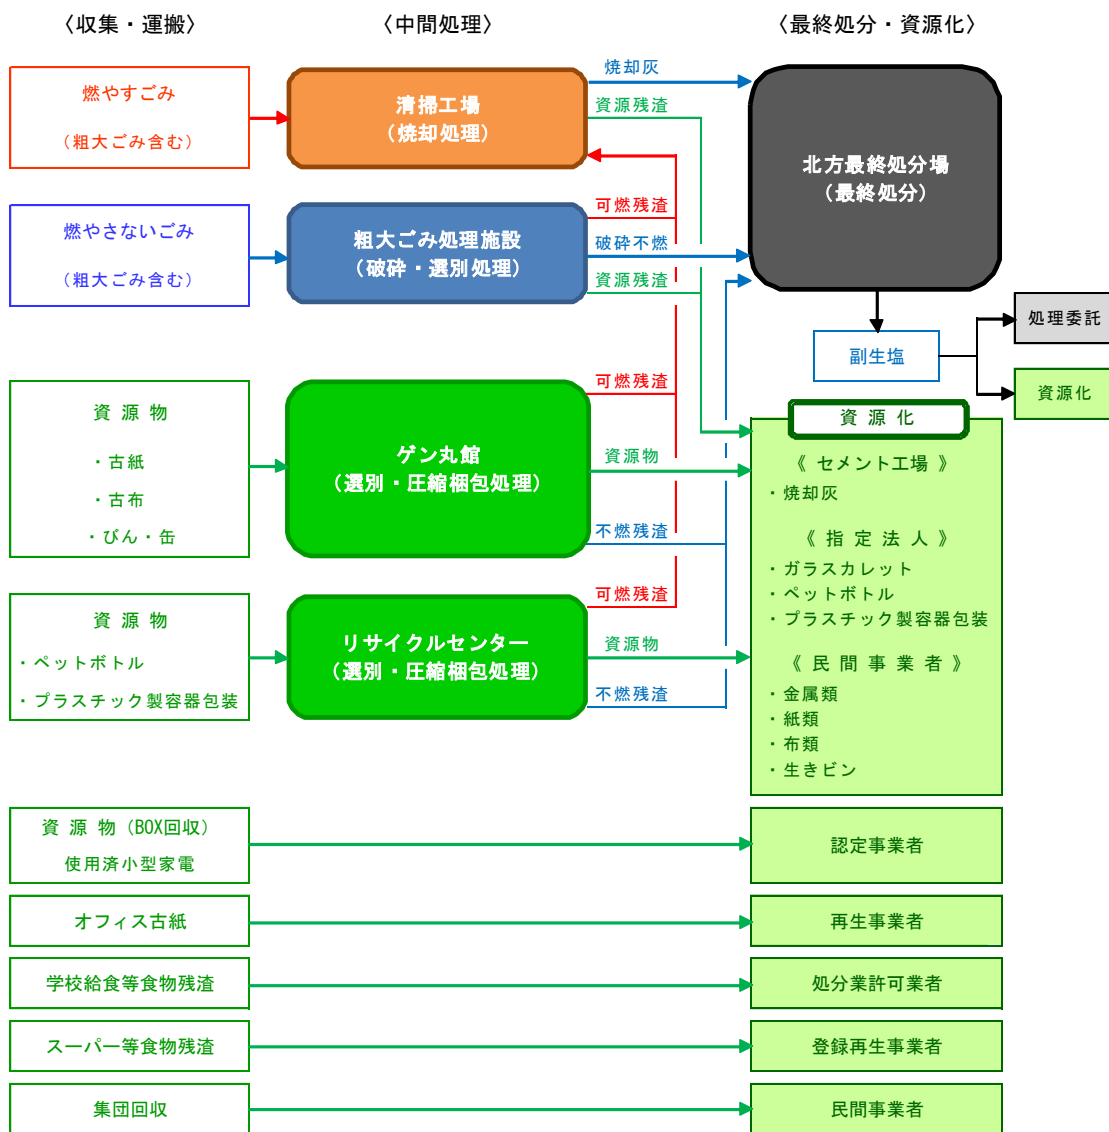 〈収集・運搬〉
〈中間処理〉
〈最終処分・資源化〉
燃やすごみ
（粗大ごみ含む）
清掃工場
（焼却処理）
焼却灰
資源残渣
北方最終処分場
（最終処分）
燃やさないごみ
（粗大ごみ含む）
粗大ごみ処理施設
（破砕・選別処理）
可燃残渣
破砕不燃
資源残渣
副生塩
処理委託
資源化
資 源 物
・古紙
・古布
・びん・缶
ゲン丸館
（選別・圧縮梱包処理）
可燃残渣
資源物
不燃残渣
資 源 物
・ペットボトル
・プラスチック製容器包装
リサイクルセンター
（選別・圧縮梱包処理）
可燃残渣
資源物
不燃残渣
資 源 化
《 セメント工場 》
・焼却灰
《 指 定 法 人 》
・ガラスカレット
・ペットボトル
・プラスチック製容器包装
《 民 間 事 業 者 》
・金属類
・紙類
・布類
・生きビン
資 源 物（BOX回収）
使用済小型家電
認定事業者
オフィス古紙
再生事業者
学校給食等食物残渣
処分業許可業者
スーパー等食物残渣
登録再生事業者
集団回収
民間事業者